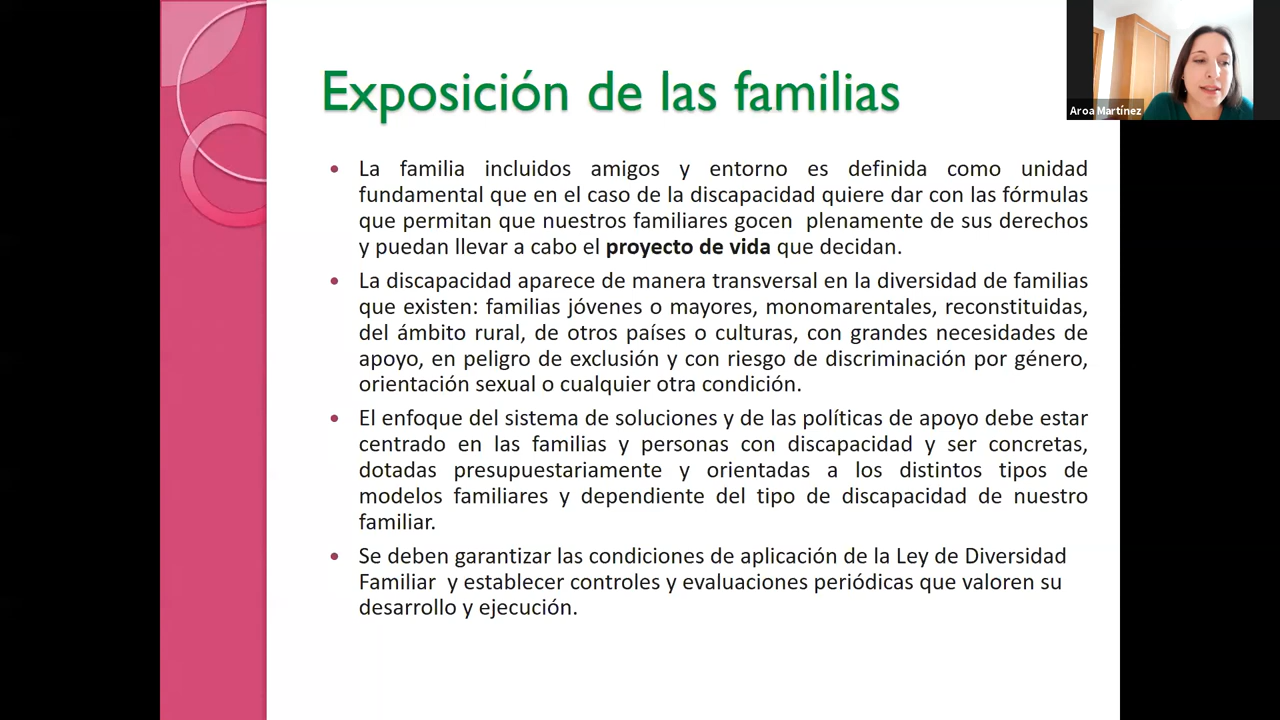 Exposición de las familias
Aroa Martínez
• La familia incluidos amigos y entorno es definida como unidad
fundamental que en el caso de la discapacidad quiere dar con las fórmulas
que permitan que nuestros familiares gocen plenamente de sus derechos
y puedan llevar a cabo el proyecto de vida que decidan.
• La discapacidad aparece de manera transversal en la diversidad de familias
que existen: familias jóvenes o mayores, monomarentales, reconstituidas,
del ámbito rural, de otros países o culturas, con grandes necesidades de
apoyo, en peligro de exclusión y con riesgo de discriminación por género,
orientación sexual o cualquier otra condición.
• El enfoque del sistema de soluciones y de las políticas de apoyo debe estar
centrado en las familias y personas con discapacidad y ser concretas,
dotadas presupuestariamente y orientadas a los distintos tipos de
modelos familiares y dependiente del tipo de discapacidad de nuestro
familiar.
• Se deben garantizar las condiciones de aplicación de la Ley de Diversidad
Familiar y establecer controles y evaluaciones periódicas que valoren su
desarrollo y ejecución.